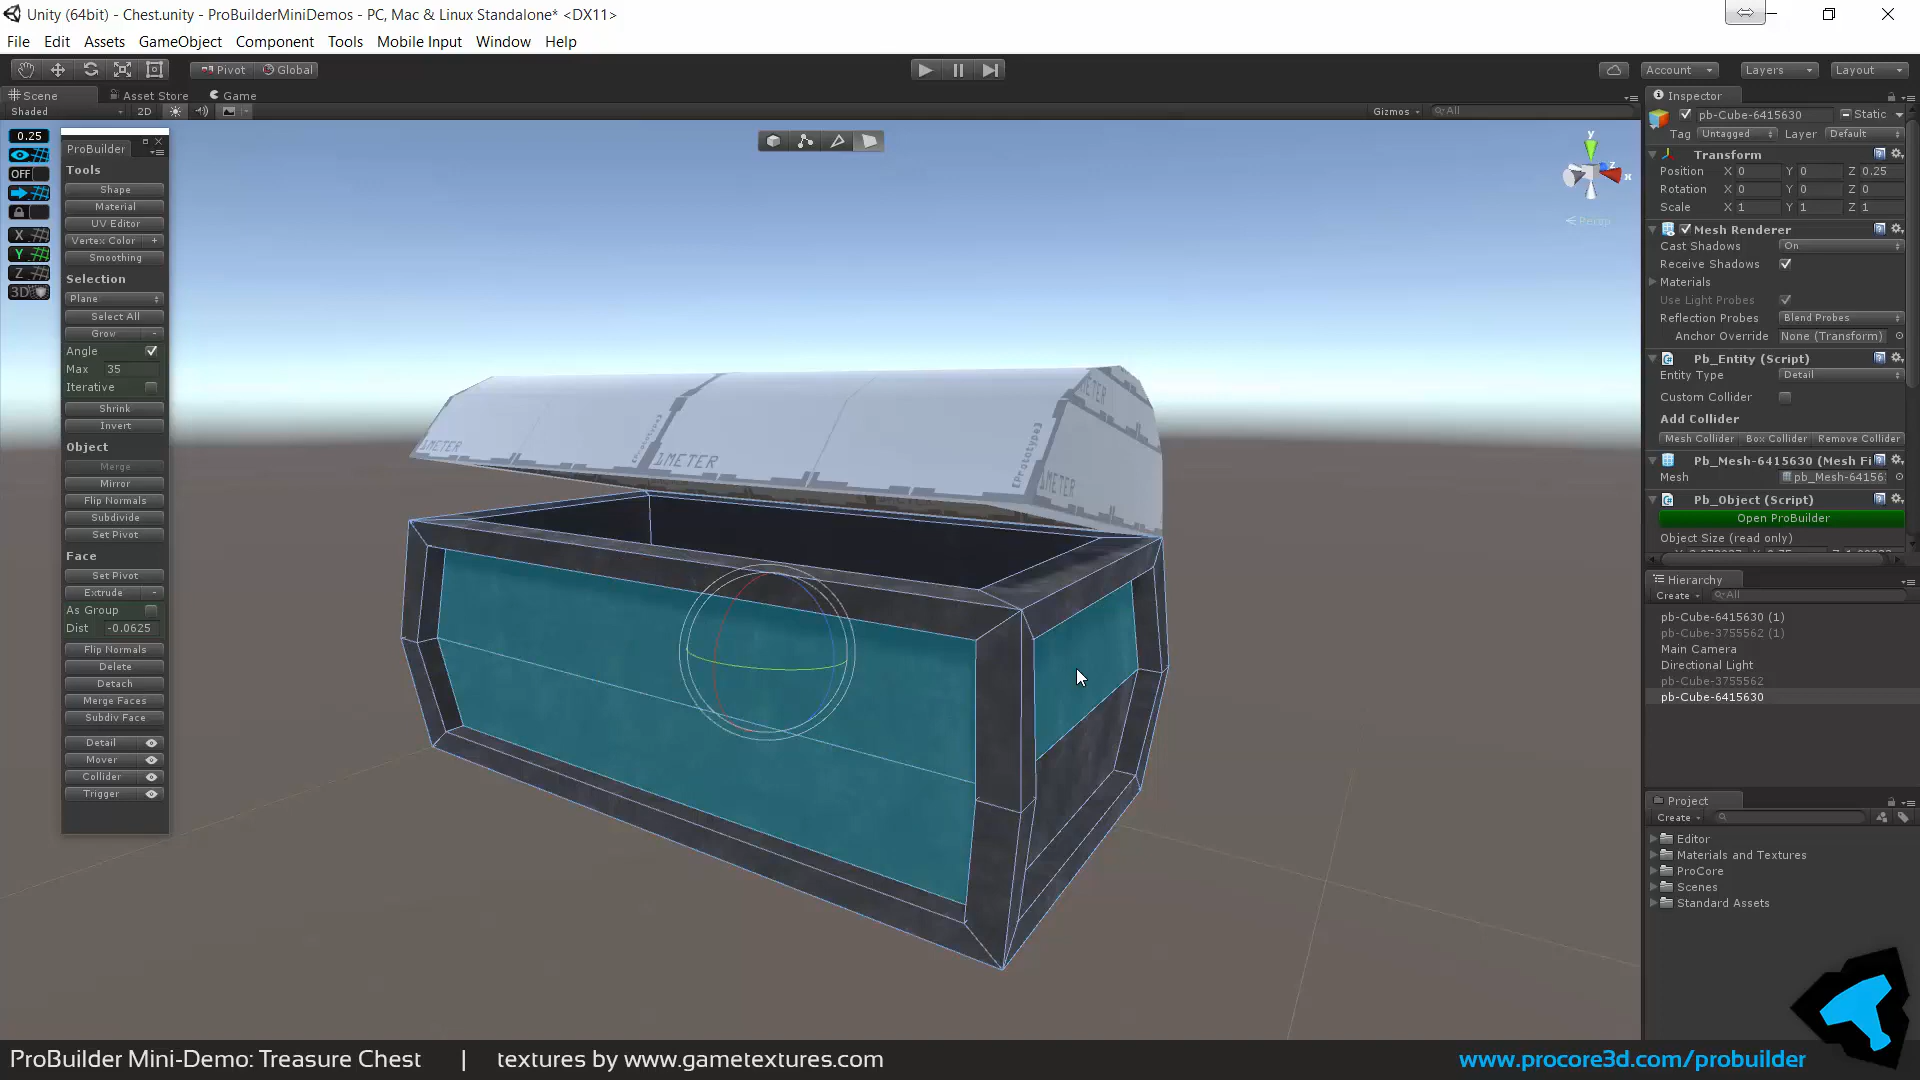 Unity (64bit) - Chest.unity - ProBuilderMiniDemos - PC, Mac & Linux Standalone* <DX11>
File Edit Assets GameObject Component Tools Mobile Input Window Help
Pivot Global
Account Layers Layout
Scene Asset Store Game
Shaded 2D Gizmos All
0.25
OFF
X
Y
Z
3D
ProBuilder
Tools
Shape
Material
UV Editor
Vertex Color +
Smoothing
Selection
Plane
Select All
Grow -
Angle
Max 35
Iterative
Shrink
Invert
Object
Merge
Mirror
Flip Normals
Subdivide
Set Pivot
Face
Set Pivot
Extrude -
As Group
Dist -0.0625
Flip Normals
Delete
Detach
Merge Faces
Subdiv Face
Detail
Mover
Collider
Trigger
y
z
x
Persp
1METER
1METER
1METER
METER
Prototype
Prototype
Inspector
pb-Cube-6415630 Static
Tag Untagged Layer Default
Transform
Position X 0 Y 0 Z 0.25
Rotation X 0 Y 0 Z 0
Scale X 1 Y 1 Z 1
Mesh Renderer
Cast Shadows On
Receive Shadows
Materials
Use Light Probes
Reflection Probes Blend Probes
Anchor Override None (Transform)
Pb_Entity (Script)
Entity Type Detail
Custom Collider
Add Collider
Mesh Collider Box Collider Remove Collider
Pb_Mesh-6415630 (Mesh Fi
Mesh pb_Mesh-64156
Pb_Object (Script)
Open ProBuilder
Object Size (read only)
Hierarchy
Create All
pb-Cube-6415630 (1)
pb-Cube-3755562 (1)
Main Camera
Directional Light
pb-Cube-3755562
pb-Cube-6415630
Project
Create
Editor
Materials and Textures
ProCore
Scenes
Standard Assets
ProBuilder Mini-Demo: Treasure Chest | textures by www.gametextures.com
www.procore3d.com/probuilder